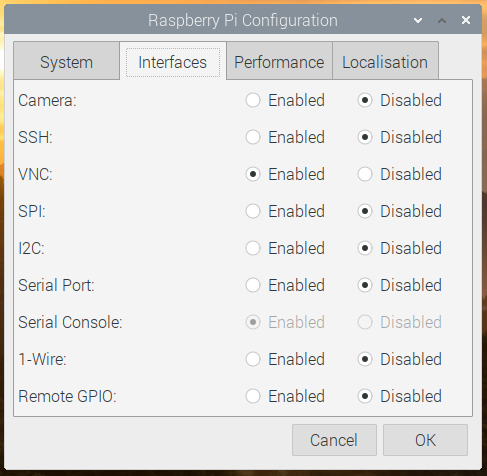 Raspberry Pi Configuration
System Interfaces Performance Localisation
Camera: Enabled Disabled
SSH: Enabled Disabled
VNC: Enabled Disabled
SPI: Enabled Disabled
I2C: Enabled Disabled
Serial Port: Enabled Disabled
Serial Console: Enabled Disabled
1-Wire: Enabled Disabled
Remote GPIO: Enabled Disabled
Cancel OK